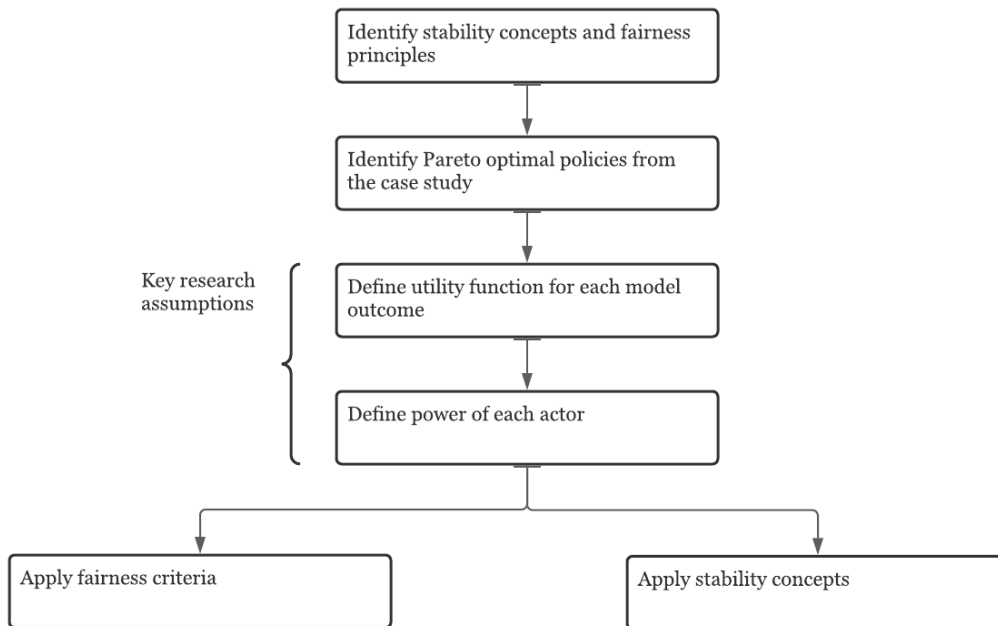 Identify stability concepts and fairness
principles
Identify Pareto optimal policies from
the case study
Key research
assumptions
Define utility function for each model
outcome
Define power of each actor
Apply fairness criteria
Apply stability concepts